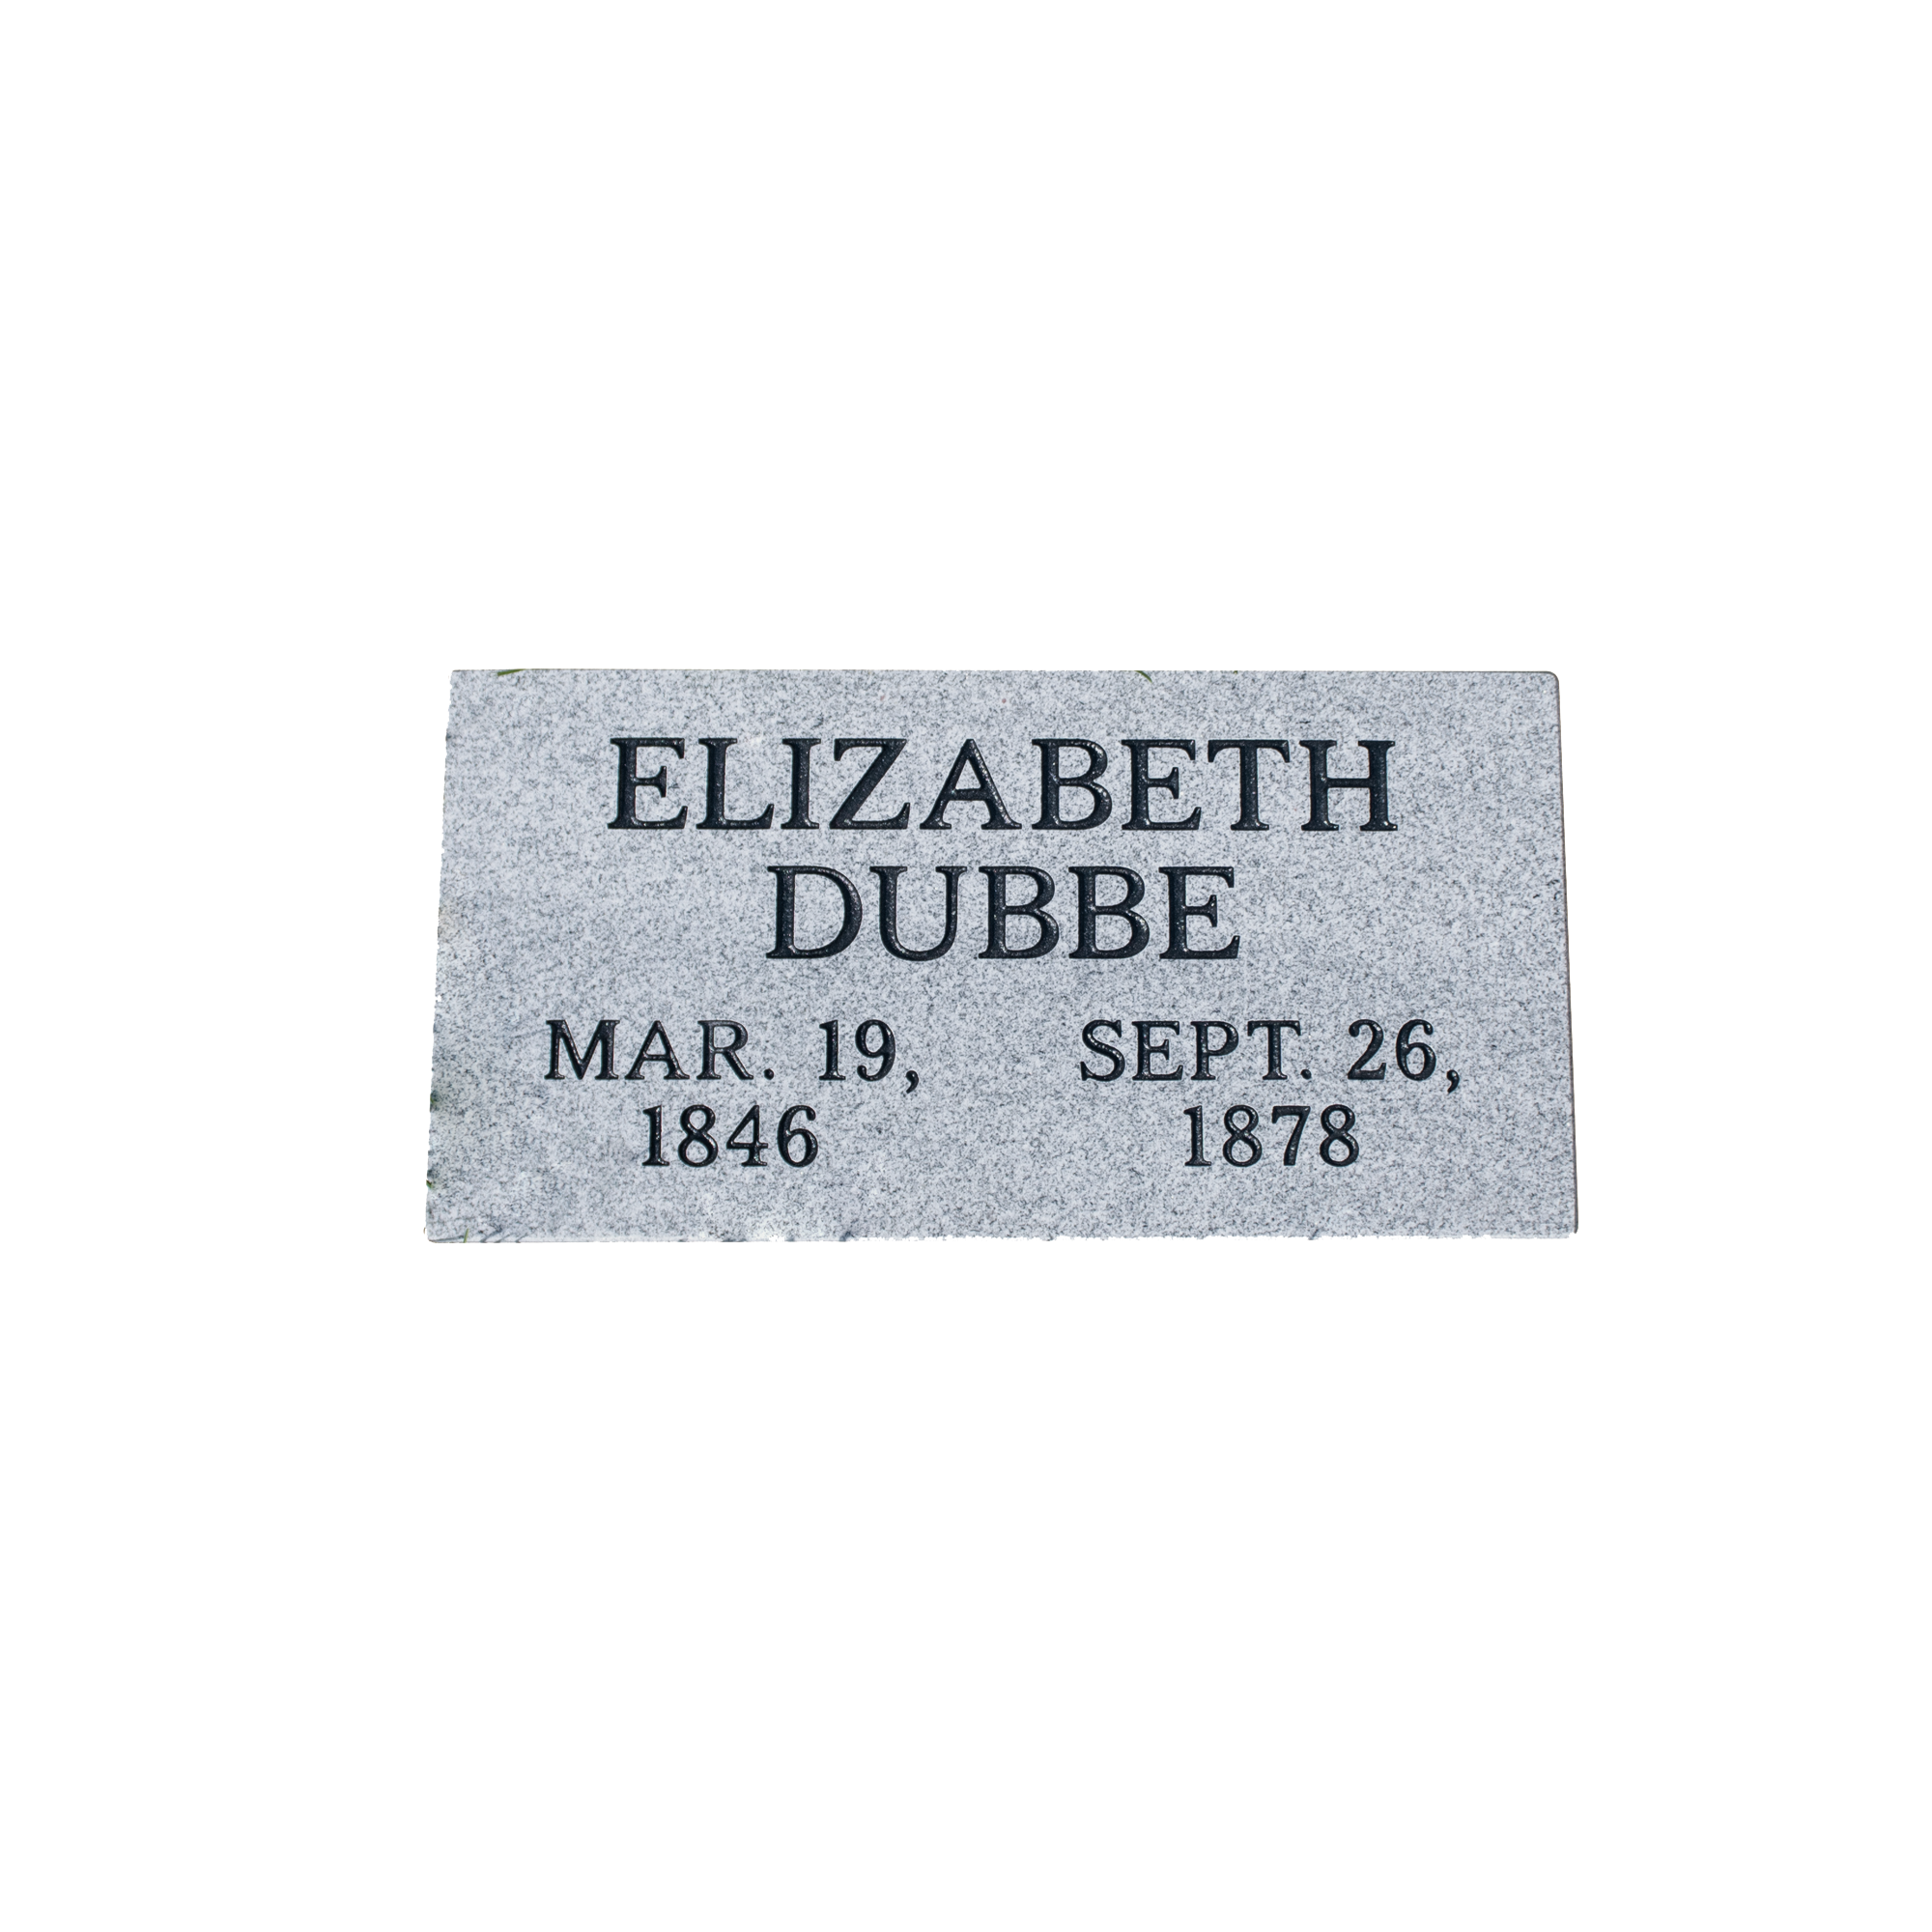 ELIZABETH
DUBBE
MAR. 19, SEPT. 26,
1846 1878